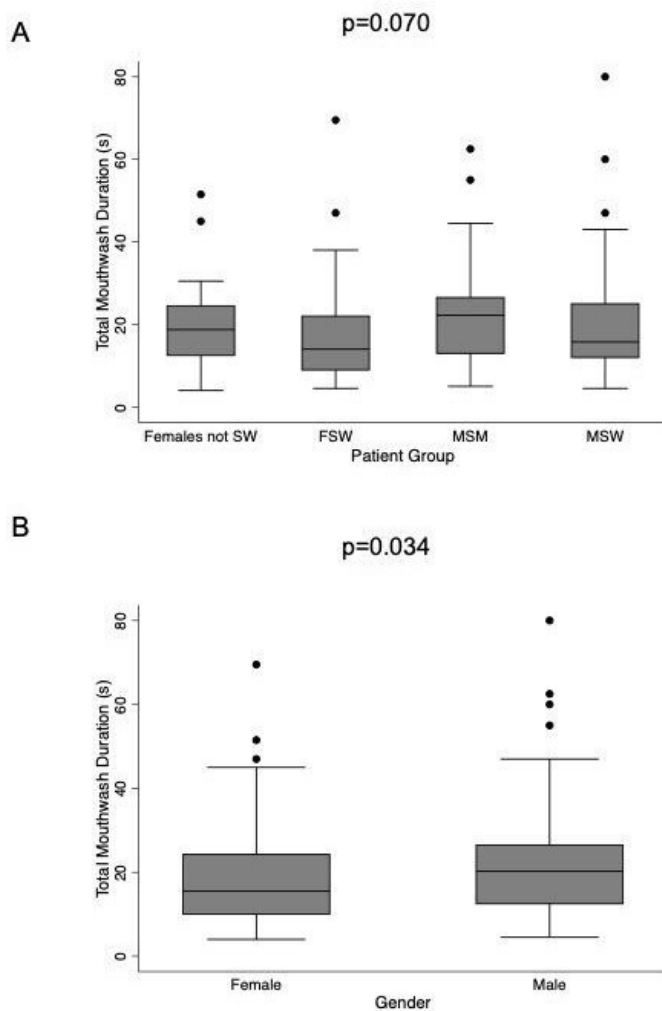 A
p=0.070
Total Mouthwash Duration (s)
80
60
40
20
0
Females not SW FSW MSM MSW
Patient Group
B
p=0.034
Total Mouthwash Duration (s)
80
60
40
20
0
Female Male
Gender